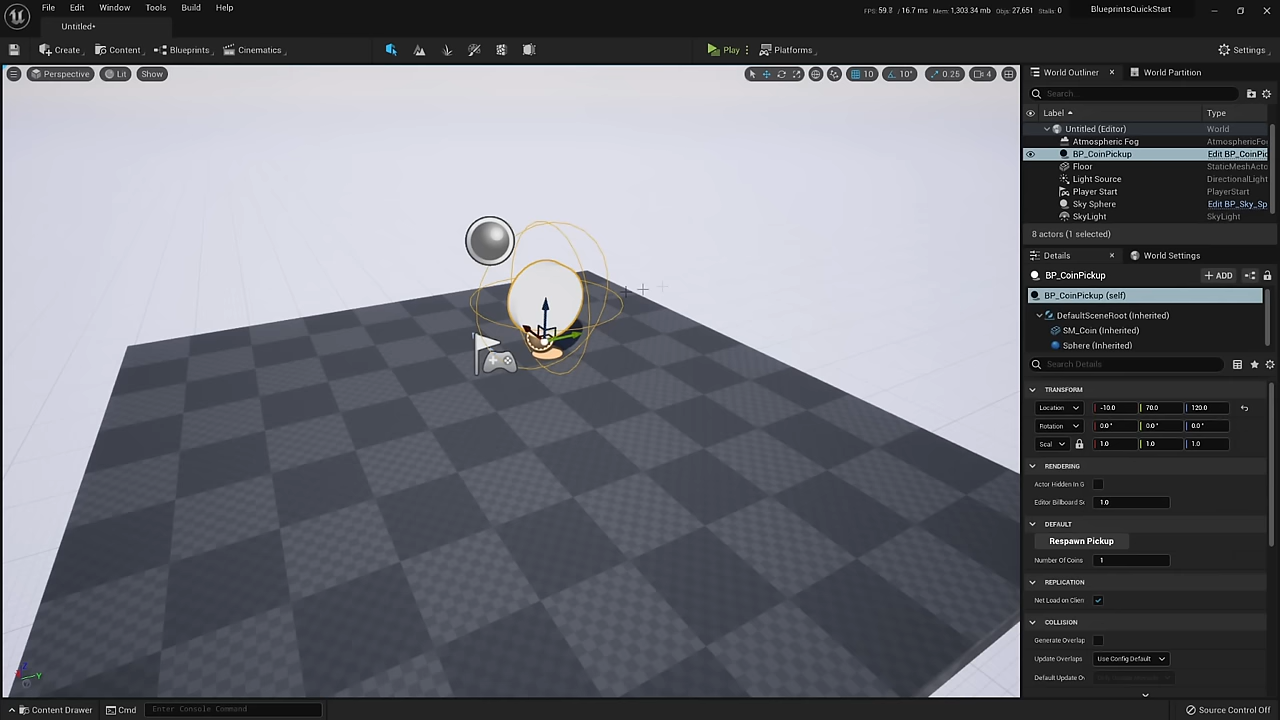 File Edit Window Tools Build Help
FPS: 59.8 / 16.7 ms Mem: 1,303.34 mb Objs: 27,651 Stalls: 0
BlueprintsQuickStart
Untitled•
Create Content Blueprints Cinematics Play Platforms Settings
Perspective Lit Show 10 10° 0.25 4
World Outliner × World Partition
Search...
Label Type
Untitled (Editor) World
Atmospheric Fog AtmosphericFo
BP_CoinPickup Edit BP_CoinPic
Floor StaticMeshActo
Light Source DirectionalLight
Player Start PlayerStart
Sky Sphere Edit BP_Sky_Sp
SkyLight SkyLight
8 actors (1 selected)
Details × World Settings
BP_CoinPickup + ADD
BP_CoinPickup (self)
DefaultSceneRoot (Inherited)
SM_Coin (Inherited)
Sphere (Inherited)
Search Details
TRANSFORM
Location -10.0 70.0 120.0
Rotation 0.0° 0.0° 0.0°
Scal 1.0 1.0 1.0
RENDERING
Actor Hidden In G
Editor Billboard Sc 1.0
DEFAULT
Respawn Pickup
Number Of Coins 1
REPLICATION
Net Load on Clien
COLLISION
Generate Overlap
Update Overlaps Use Config Default
Default Update Ov
Z
Y
Content Drawer Cmd Enter Console Command Source Control Off